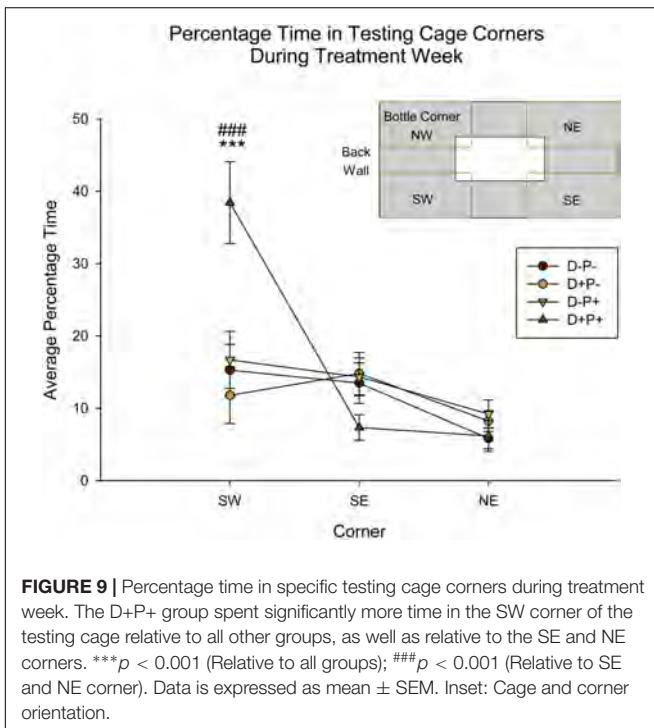 Percentage Time in Testing Cage Corners
During Treatment Week
50
40
30
20
10
0
Average Percentage Time
###
***
Bottle Corner
NW
NE
Back
Wall
SW
SE
D-P-
D+P-
D-P+
D+P+
SW
SE
NE
Corner
FIGURE 9 | Percentage time in specific testing cage corners during treatment
week. The D+P+ group spent significantly more time in the SW corner of the
testing cage relative to all other groups, as well as relative to the SE and NE
corners. ***p < 0.001 (Relative to all groups); ###p < 0.001 (Relative to SE
and NE corner). Data is expressed as mean ± SEM. Inset: Cage and corner
orientation.